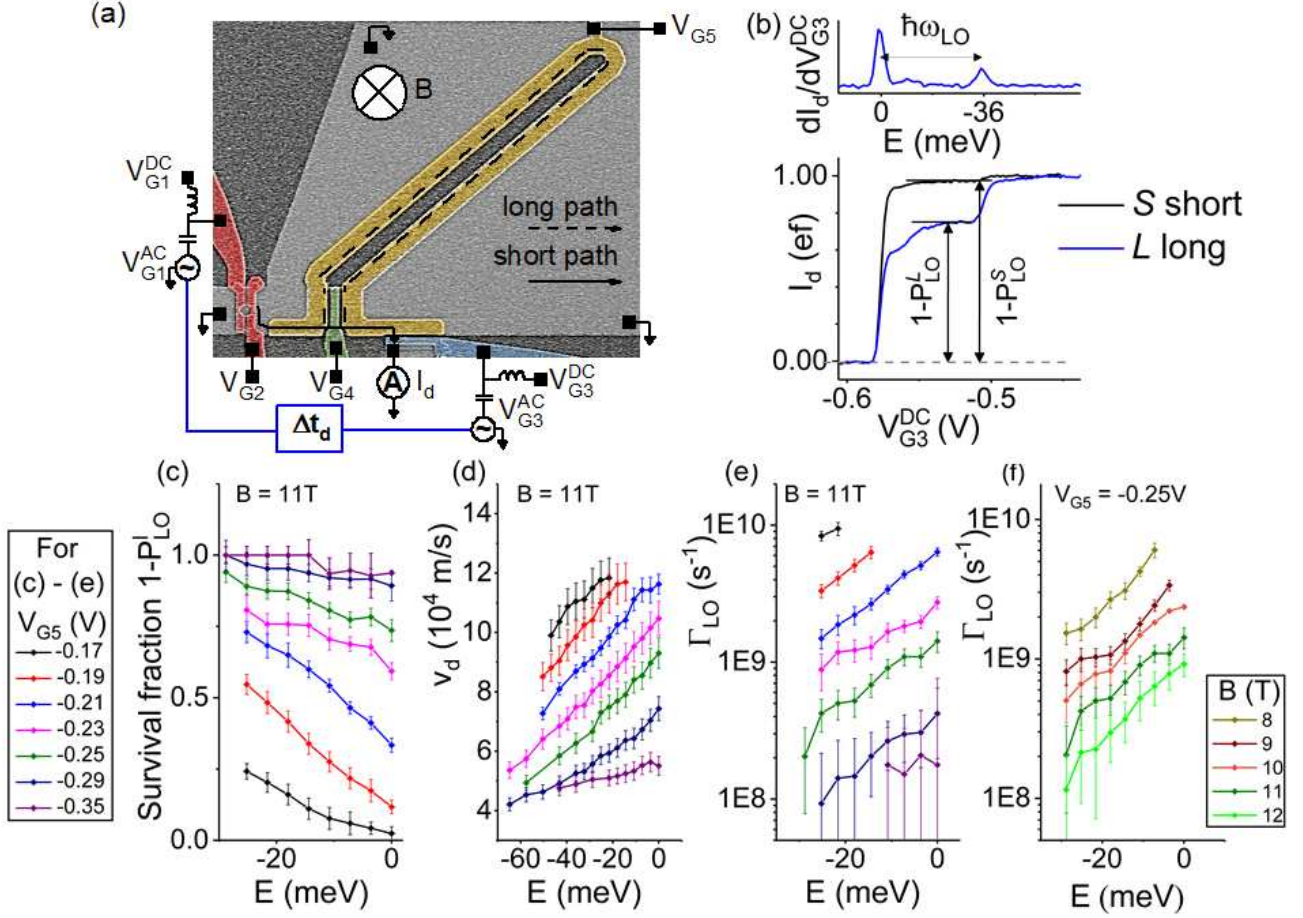 (a)
V_G5
B
V_G1^DC
V_G1^AC
long path
short path
V_G2
V_G4
A
I_d
V_G3^DC
V_G3^AC
~
~
Δt_d
(b)
ħω_LO
dI_d/dV_G3^DC
0
-36
E (meV)
1.00
0.00
I_d (ef)
1-P_LO^L
1-P_LO^S
S short
L long
-0.6
-0.5
V_G3^DC (V)
For
(c) - (e)
V_G5 (V)
-0.17
-0.19
-0.21
-0.23
-0.25
-0.29
-0.35
(c)
B = 11T
Survival fraction 1-P_LO^l
1.0
0.5
0.0
-20
0
E (meV)
(d)
B = 11T
v_d (10^4 m/s)
12
10
8
6
4
-60
-40
-20
0
E (meV)
(e)
B = 11T
Γ_LO (s^-1)
1E10
1E9
1E8
-20
0
E (meV)
(f)
V_G5 = -0.25V
Γ_LO (s^-1)
1E10
1E9
1E8
-20
0
E (meV)
B (T)
8
9
10
11
12